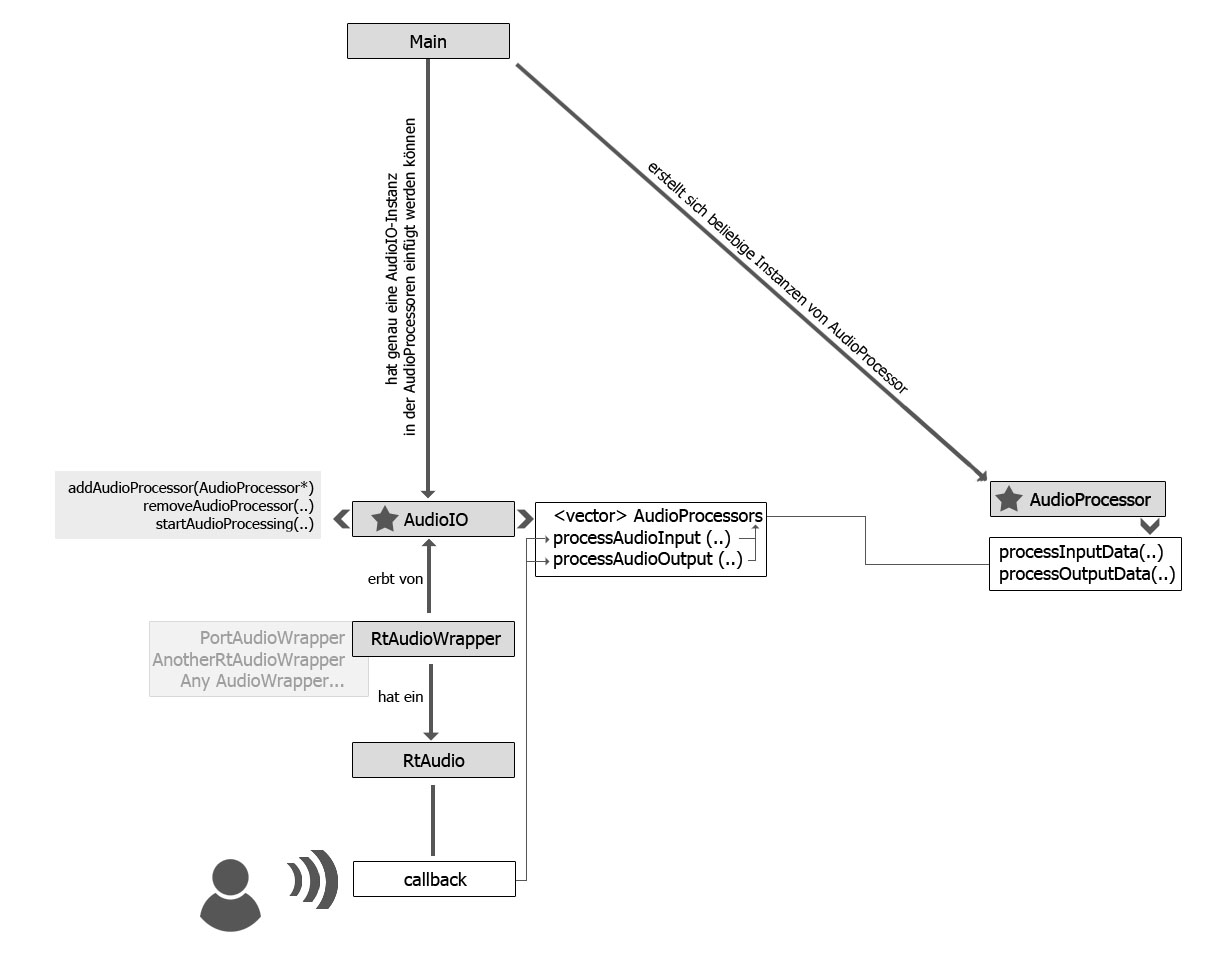 Main
hat genau eine AudioIO-Instanz
in der AudioProcessoren einfügt werden können
erstellt sich beliebige Instanzen von AudioProcessor
addAudioProcessor(AudioProcessor*)
removeAudioProcessor(..)
startAudioProcessing(..)
AudioIO
<vector> AudioProcessors
processAudioInput (..)
processAudioOutput (..)
AudioProcessor
processInputData(..)
processOutputData(..)
erbt von
PortAudioWrapper
AnotherRtAudioWrapper
Any AudioWrapper...
RtAudioWrapper
hat ein
RtAudio
callback